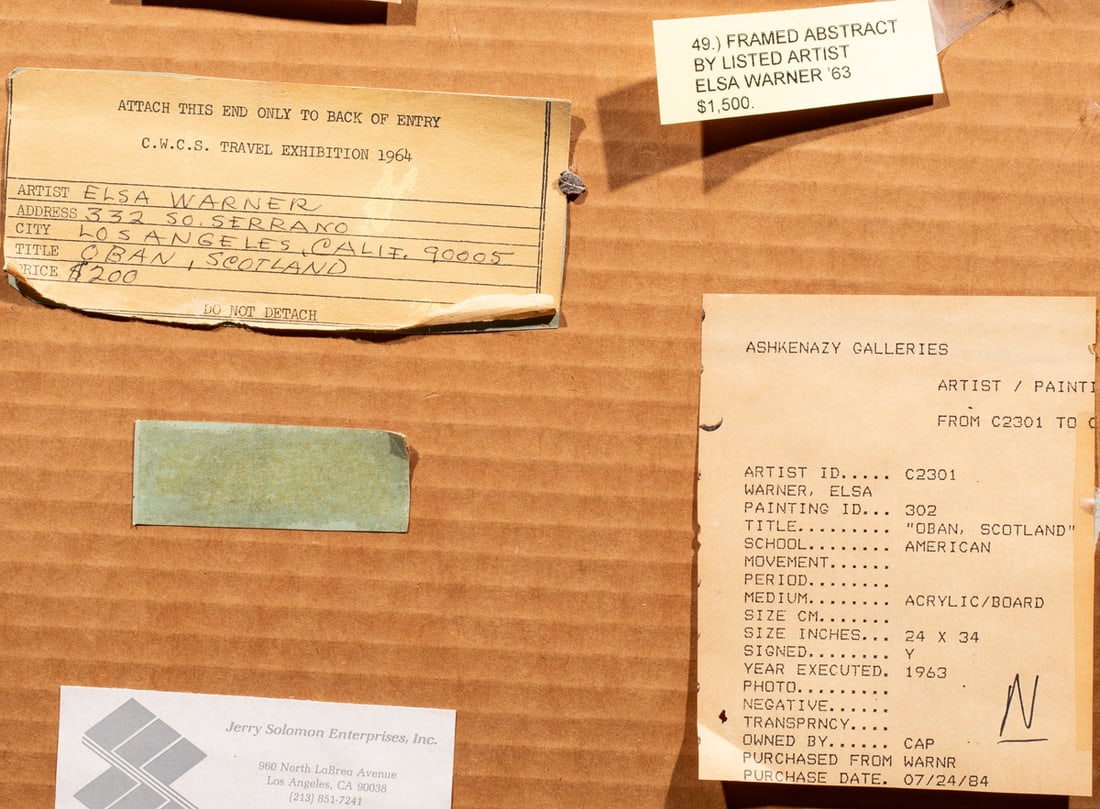 49.) FRAMED ABSTRACT
BY LISTED ARTIST
ELSA WARNER '63
$1,500.
ATTACH THIS END ONLY TO BACK OF ENTRY
C.W.C.S. TRAVEL EXHIBITION 1964
ARTIST ELSA WARNER
ADDRESS 332 SO. SERRANO
CITY LOS ANGELES, CALIF. 90005
TITLE OBAN, SCOTLAND
PRICE $200
DO NOT DETACH
ASHKENAZY GALLERIES
ARTIST / PAINTI
FROM C2301 TO C
ARTIST ID..... C2301
WARNER, ELSA
PAINTING ID... 302
TITLE......... "OBAN, SCOTLAND"
SCHOOL........ AMERICAN
MOVEMENT......
PERIOD........
MEDIUM........ ACRYLIC/BOARD
SIZE CM.......
SIZE INCHES... 24 X 34
SIGNED........ Y
YEAR EXECUTED. 1963
PHOTO.........
NEGATIVE......
TRANSPRNCY....
OWNED BY...... CAP
PURCHASED FROM WARNR
PURCHASE DATE. 07/24/84
N
Jerry Solomon Enterprises, Inc.
960 North LaBrea Avenue
Los Angeles, CA 90038
(213) 851-7241